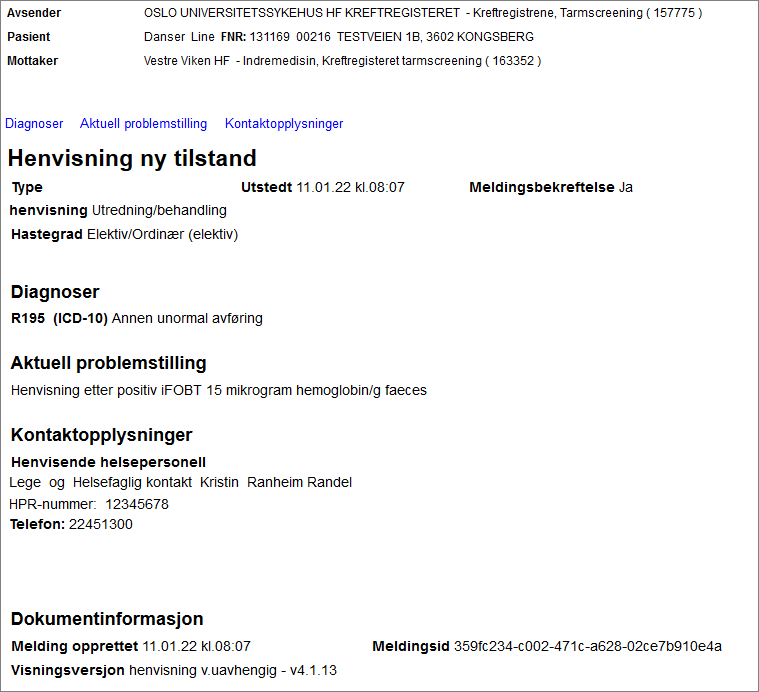 Avsender OSLO UNIVERSITETSSYKEHUS HF KREFTREGISTERET - Kreftregistrene, Tarmscreening ( 157775 )
Pasient Danser Line FNR: 131169 00216 TESTVEIEN 1B, 3602 KONGSBERG
Mottaker Vestre Viken HF - Indremedisin, Kreftregisteret tarmscreening ( 163352 )
Diagnoser Aktuell problemstilling Kontaktopplysninger
Henvisning ny tilstand
Type Utstedt 11.01.22 kl.08:07 Meldingsbekreftelse Ja
henvisning Utredning/behandling
Hastegrad Elektiv/Ordinær (elektiv)
Diagnoser
R195 (ICD-10) Annen unormal avføring
Aktuell problemstilling
Henvisning etter positiv iFOBT 15 mikrogram hemoglobin/g faeces
Kontaktopplysninger
Henvisende helsepersonell
Lege og Helsefaglig kontakt Kristin Ranheim Randel
HPR-nummer: 12345678
Telefon: 22451300
Dokumentinformasjon
Melding opprettet 11.01.22 kl.08:07 Meldingsid 359fc234-c002-471c-a628-02ce7b910e4a
Visningsversjon henvisning v.uavhengig - v4.1.13